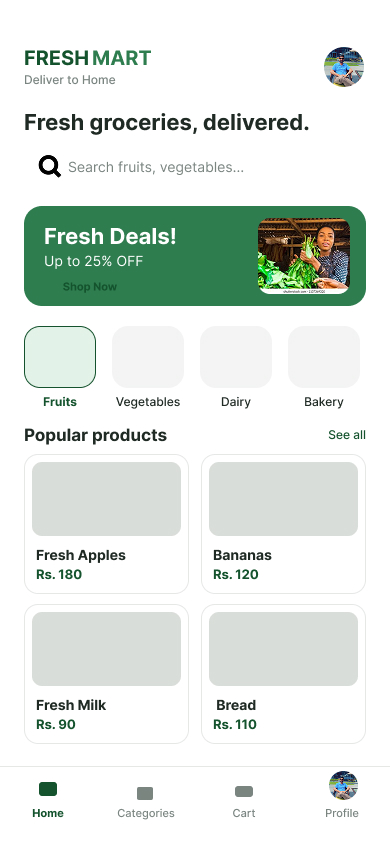 FRESH MART
Deliver to Home
Fresh groceries, delivered.
Search fruits, vegetables...
Fresh Deals!
Up to 25% OFF
Shop Now
Fruits Vegetables Dairy Bakery
Popular products See all
Fresh Apples Bananas
Rs. 180 Rs. 120
Fresh Milk Bread
Rs. 90 Rs. 110
Home Categories Cart Profile